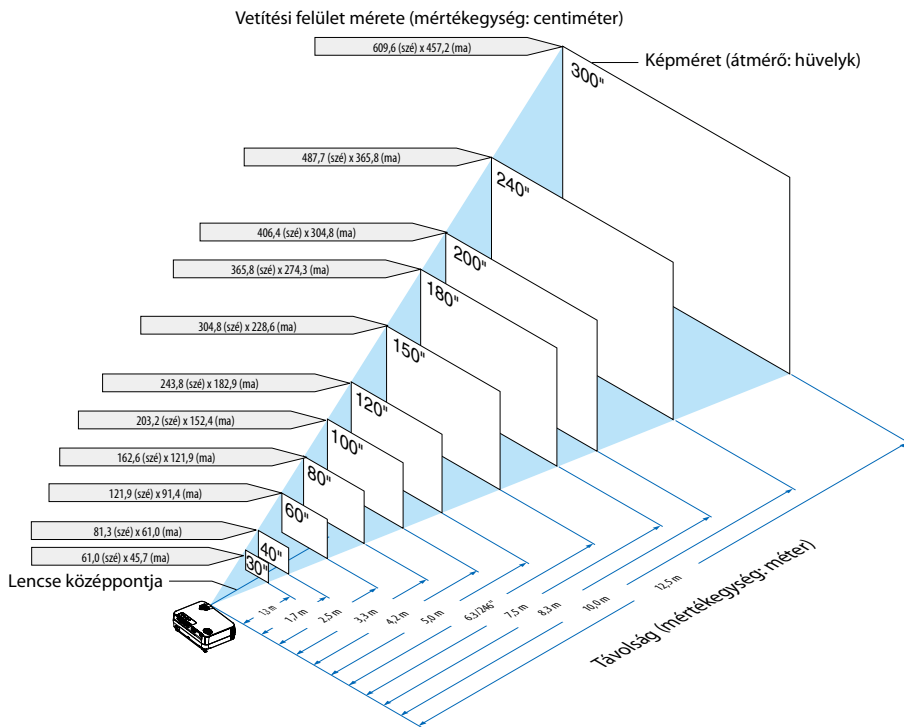 Vetítési felület mérete (mértékegység: centiméter)
609,6 (szé) x 457,2 (ma)
Képméret (átmérő: hüvelyk)
300"
487,7 (szé) x 365,8 (ma)
240"
406,4 (szé) x 304,8 (ma)
200"
365,8 (szé) x 274,3 (ma)
180"
304,8 (szé) x 228,6 (ma)
150"
243,8 (szé) x 182,9 (ma)
120"
203,2 (szé) x 152,4 (ma)
100"
162,6 (szé) x 121,9 (ma)
80"
121,9 (szé) x 91,4 (ma)
60"
81,3 (szé) x 61,0 (ma)
40"
61,0 (szé) x 45,7 (ma)
30"
Lencse középpontja
1,3 m
1,7 m
2,5 m
3,3 m
4,2 m
5,0 m
6,3/246"
7,5 m
8,3 m
10,0 m
12,5 m
Távolság (mértékegység: méter)